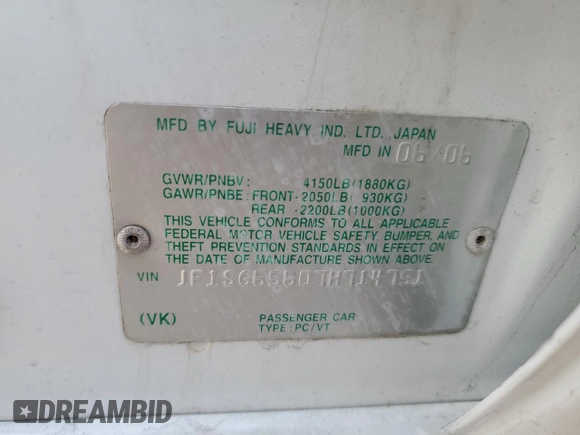 MFD BY FUJI HEAVY IND. LTD. JAPAN
MFD IN 06/06
GVWR/PNBV: 4150LB(1880KG)
GAWR/PNBE: FRONT-2050LB( 930KG)
REAR -2200LB(1000KG)
THIS VEHICLE CONFORMS TO ALL APPLICABLE
FEDERAL MOTOR VEHICLE SAFETY BUMPER, AND
THEFT PREVENTION STANDARDS IN EFFECT ON
THE DATE OF MANUFACTURE SHOWN ABOVE.
VIN
(VK)
PASSENGER CAR
TYPE: PC/VT
DREAMBID